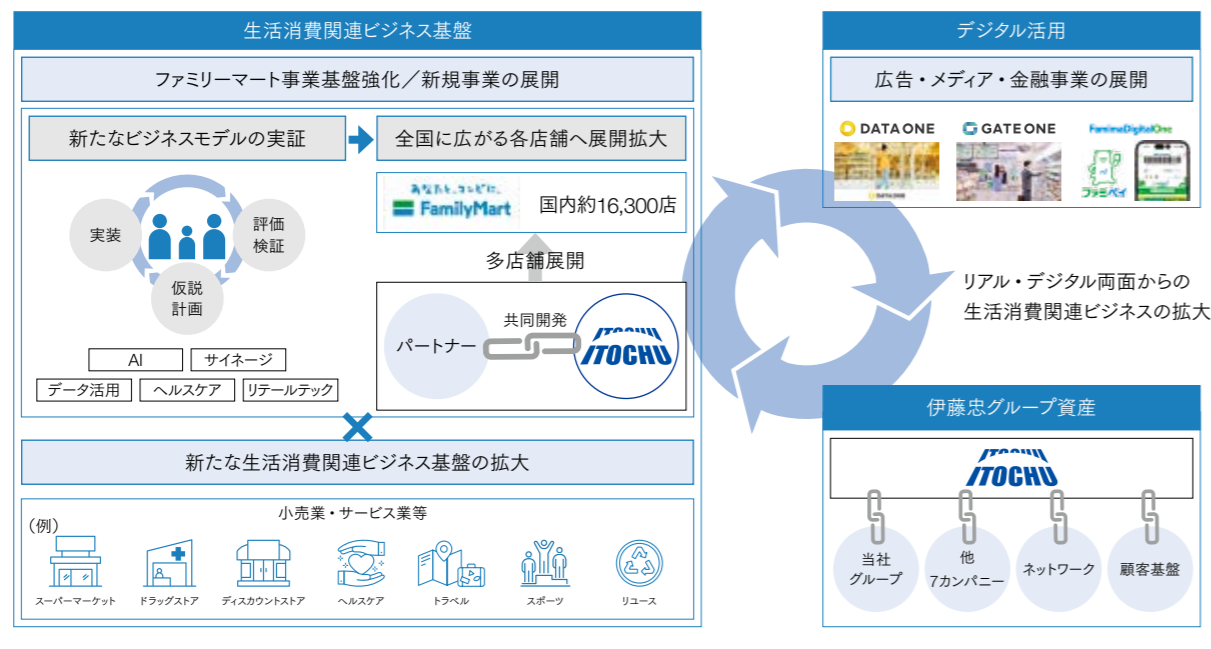 生活消費関連ビジネス基盤
ファミリーマート事業基盤強化／新規事業の展開
新たなビジネスモデルの実証
全国に広がる各店舗へ展開拡大
実装
評価
検証
仮説
計画
AI
サイネージ
データ活用
ヘルスケア
リテールテック
あなたと、コンビに、
FamilyMart
国内約16,300店
多店舗展開
パートナー
共同開発
ITOCHU
ITOCHU
新たな生活消費関連ビジネス基盤の拡大
小売業・サービス業等
（例）
スーパーマーケット
ドラッグストア
ディスカウントストア
ヘルスケア
トラベル
スポーツ
リユース
デジタル活用
広告・メディア・金融事業の展開
DATA ONE
GATE ONE
FamimaDigitalOne
DATA ONE
ファミペイ
リアル・デジタル両面からの
生活消費関連ビジネスの拡大
伊藤忠グループ資産
ITOCHU
ITOCHU
当社
グループ
他
7カンパニー
ネットワーク
顧客基盤